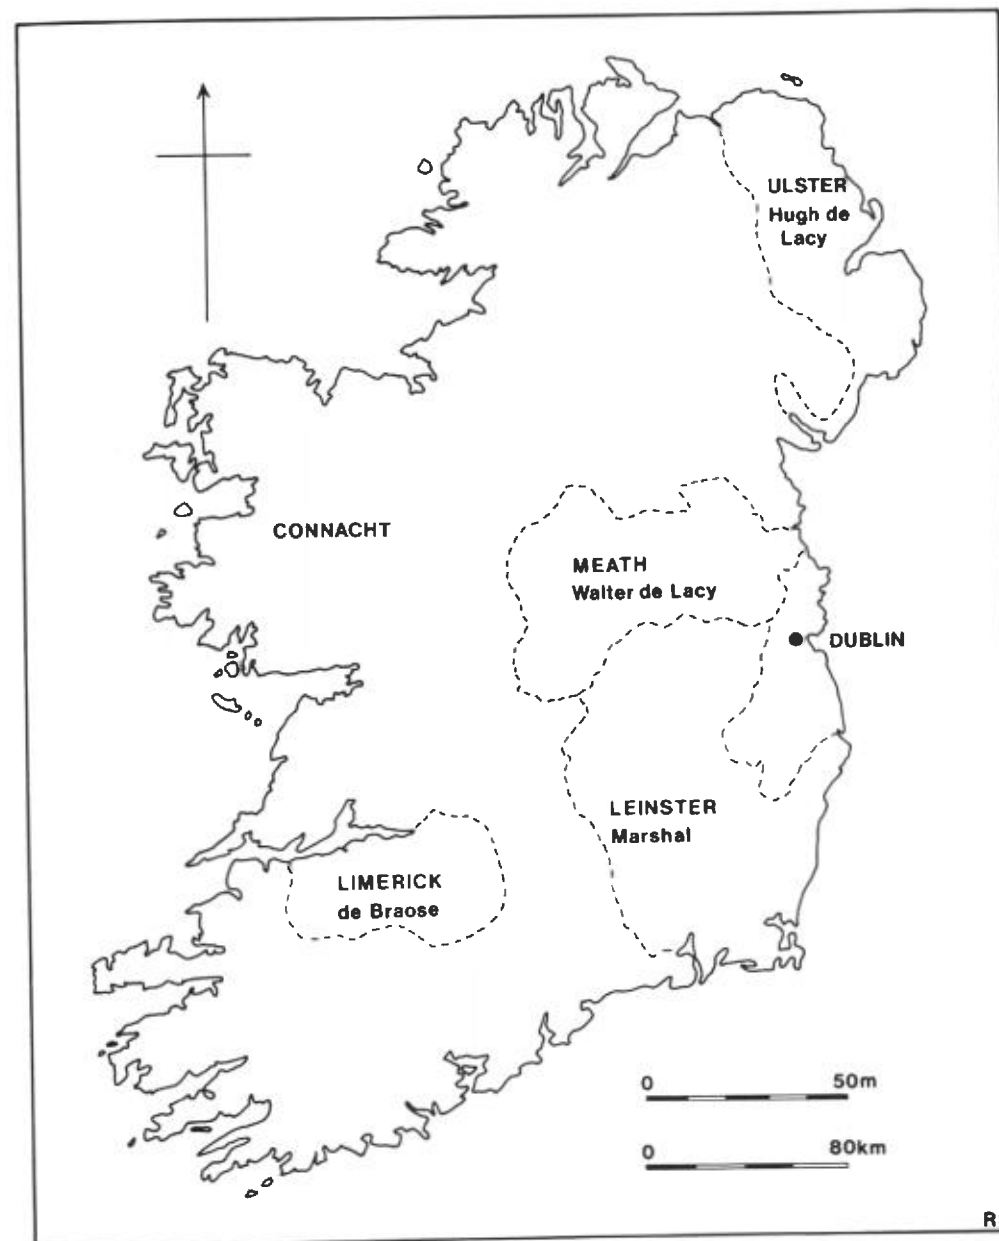 ULSTER
Hugh de
Lacy
CONNACHT
MEATH
Walter de Lacy
DUBLIN
LEINSTER
Marshal
LIMERICK
de Braose
0 50m
0 80km
R